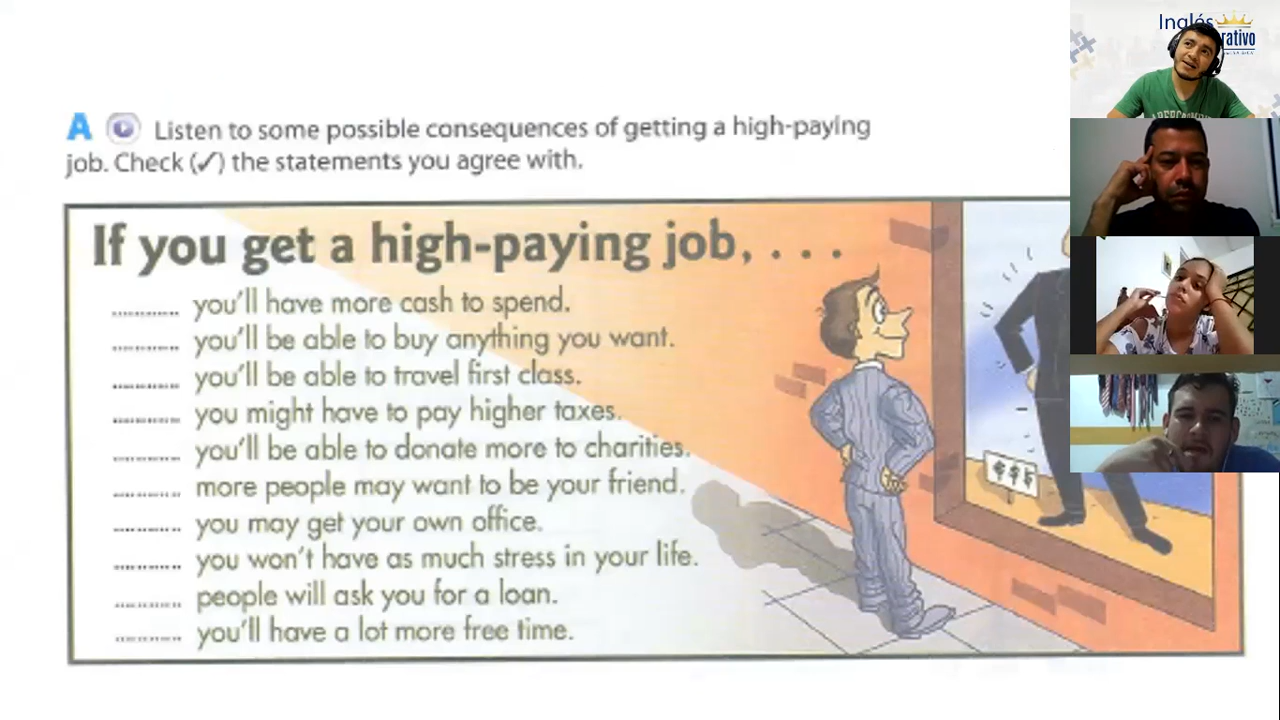 Inglés
rativo
A Listen to some possible consequences of getting a high-paying
job. Check (✓) the statements you agree with.
If you get a high-paying job, . . . .
.......... you'll have more cash to spend.
.......... you'll be able to buy anything you want.
.......... you'll be able to travel first class.
.......... you might have to pay higher taxes.
.......... you'll be able to donate more to charities.
.......... more people may want to be your friend.
.......... you may get your own office.
.......... you won't have as much stress in your life.
.......... people will ask you for a loan.
.......... you'll have a lot more free time.
$$$